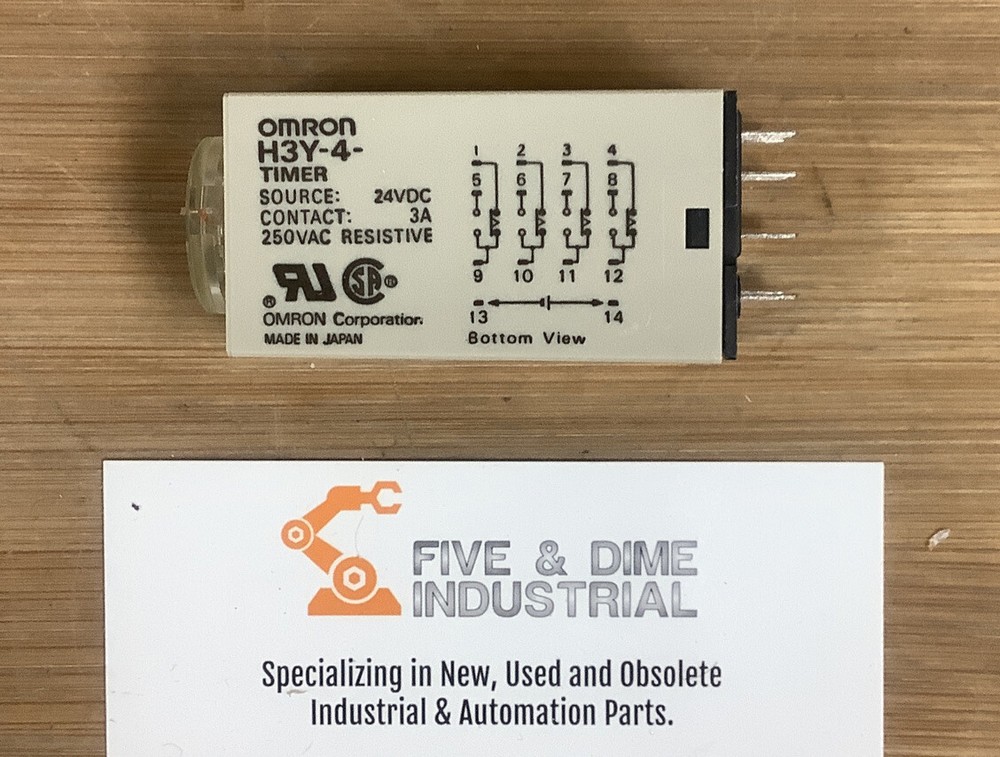 OMRON
H3Y-4-
TIMER
SOURCE: 24VDC
CONTACT: 3A
250VAC RESISTIVE
RU SA
OMRON Corporation
MADE IN JAPAN
1 2 3 4
5 6 7 8
9 10 11 12
13 14
Bottom View
FIVE & DIME
INDUSTRIAL
Specializing in New, Used and Obsolete
Industrial & Automation Parts.